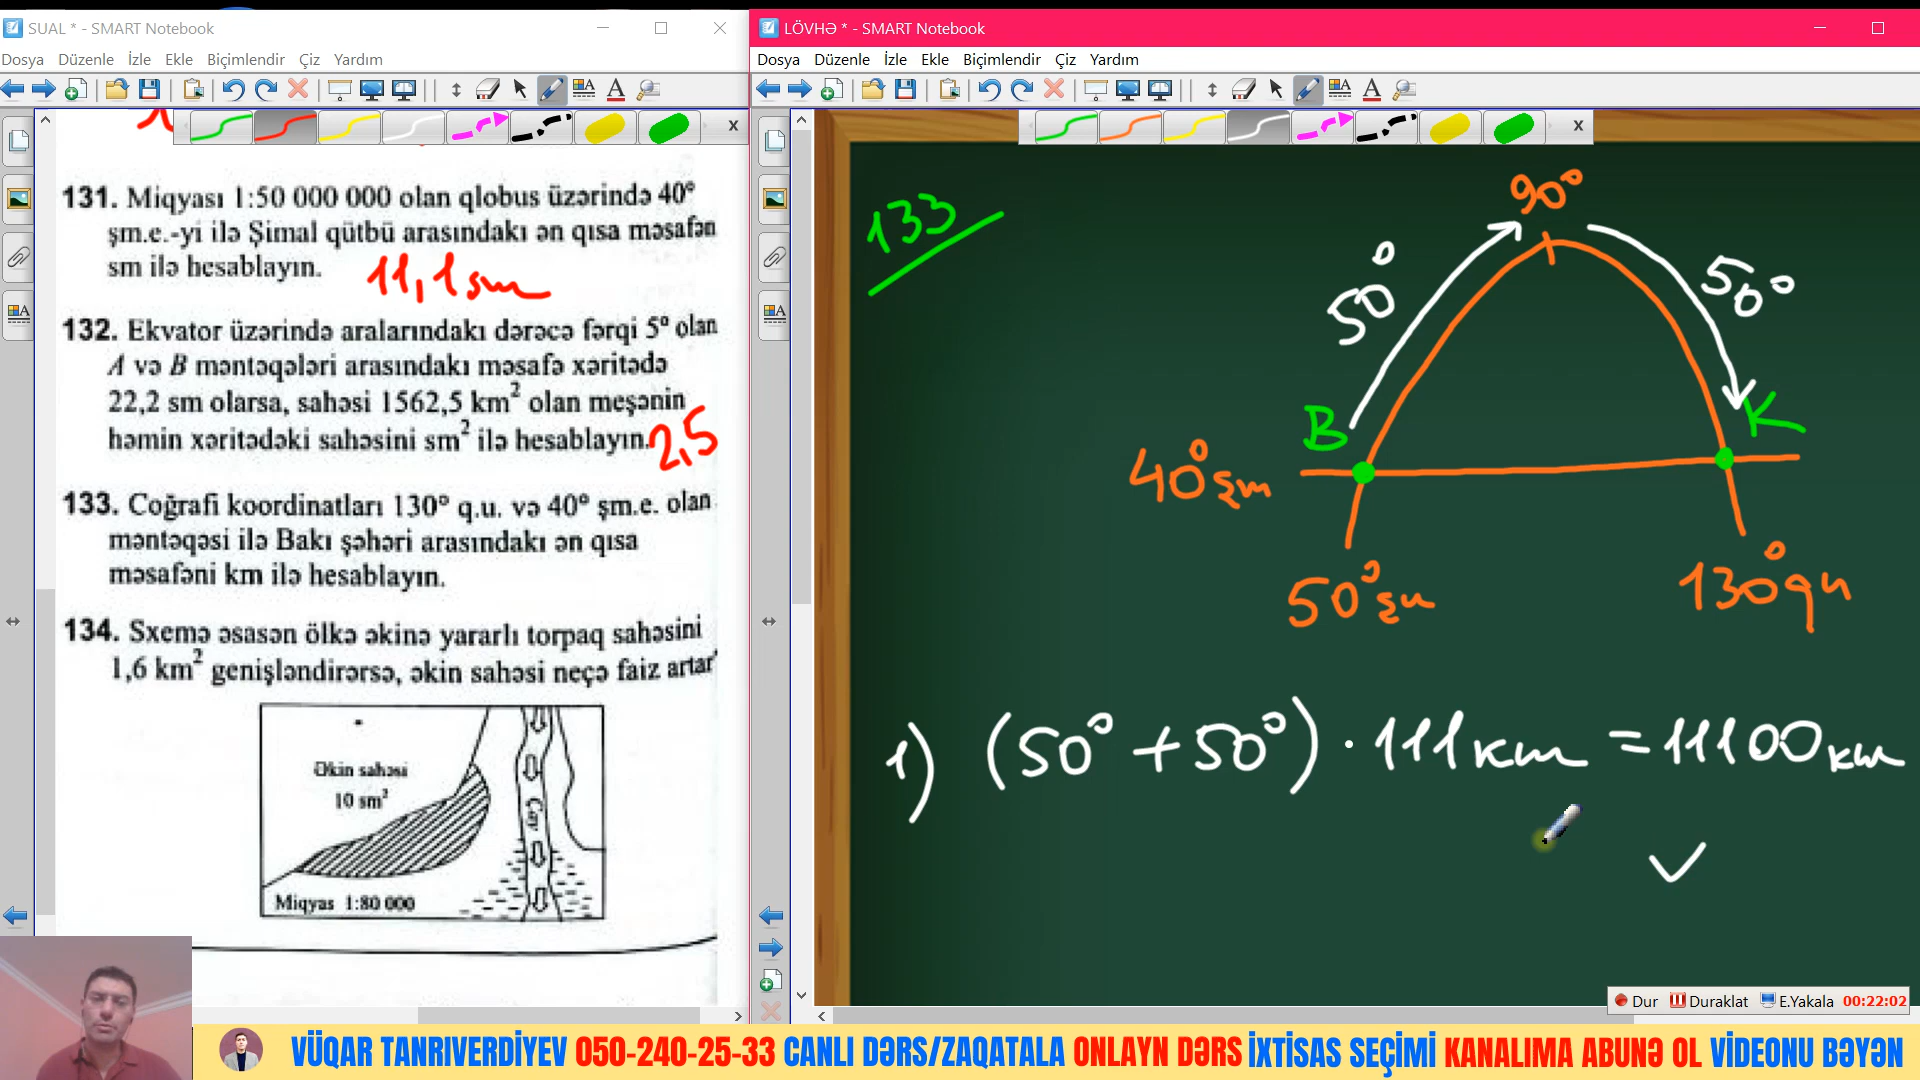 SUAL * - SMART Notebook
Dosya Düzenle İzle Ekle Biçimlendir Çiz Yardım
x
131. Miqyası 1:50 000 000 olan qlobus üzərində 40°
şm.e.-yi ilə Şimal qütbü arasındakı ən qısa məsafən
sm ilə hesablayın.
11,1 sm
132. Ekvator üzərində aralarındakı dərəcə fərqi 5° olan
A və B məntəqələri arasındakı məsafə xəritədə
22,2 sm olarsa, sahəsi 1562,5 km² olan meşənin
həmin xəritədəki sahəsini sm² ilə hesablayın.
2,5
133. Coğrafi koordinatları 130° q.u. və 40° şm.e. olan
məntəqəsi ilə Bakı şəhəri arasındakı ən qısa
məsafəni km ilə hesablayın.
134. Sxemə əsasən ölkə əkinə yararlı torpaq sahəsini
1,6 km² genişləndirərsə, əkin sahəsi neçə faiz artar
Əkin sahəsi
10 sm²
Çay
Miqyas 1:80 000
LÖVHƏ * - SMART Notebook
Dosya Düzenle İzle Ekle Biçimlendir Çiz Yardım
x
133
90°
50°
50°
B
K
40° şm
50° şu
130° qu
1) (50° + 50°) · 111 km = 11100 km
Dur Duraklat E.Yakala 00:22:02
VÜQAR TANRIVERDİYEV 050-240-25-33 CANLI DƏRS/ZAQATALA ONLAYN DƏRS İXTİSAS SEÇİMİ KANALIMA ABUNƏ OL VİDEONU BƏYƏN